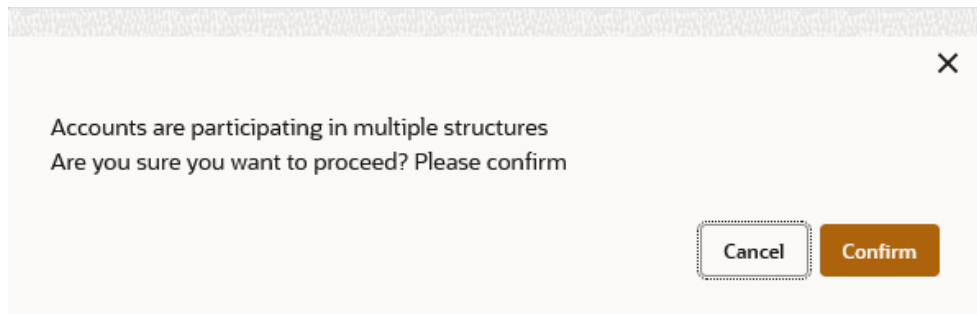 Accounts are participating in multiple structures
Are you sure you want to proceed? Please confirm
Cancel Confirm